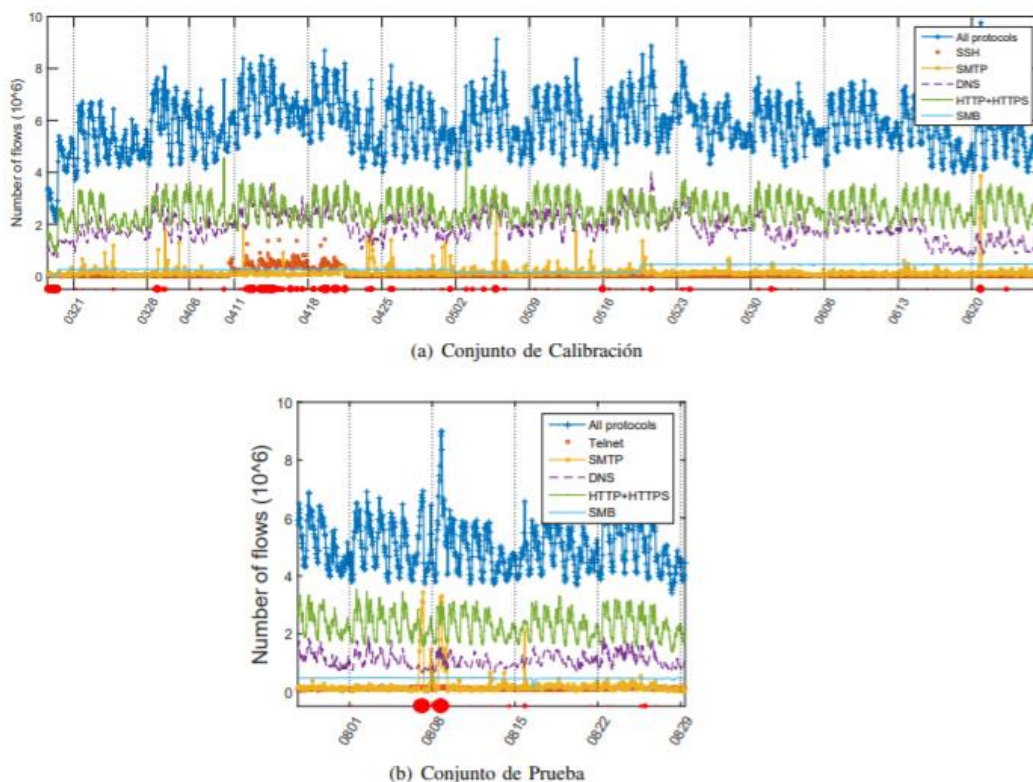 10
8
6
4
2
0
Number of flows (10^6)
All protocols
SSH
SMTP
DNS
HTTP+HTTPS
SMB
0321
0328
0406
0411
0418
0425
0502
0509
0516
0523
0530
0606
0613
0620
(a) Conjunto de Calibración
10
8
6
4
2
0
Number of flows (10^6)
All protocols
Telnet
SMTP
DNS
HTTP+HTTPS
SMB
0801
0808
0815
0822
0829
(b) Conjunto de Prueba